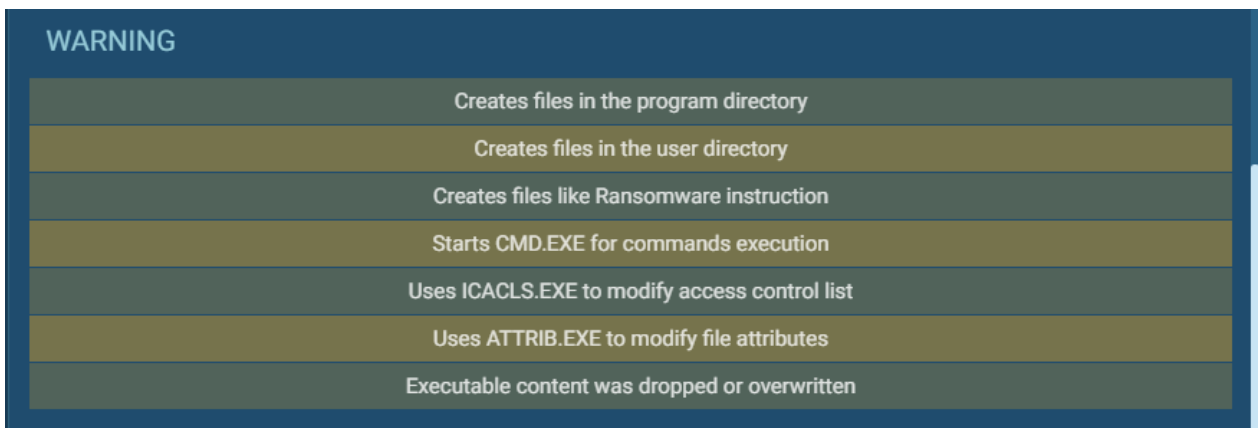 WARNING
Creates files in the program directory
Creates files in the user directory
Creates files like Ransomware instruction
Starts CMD.EXE for commands execution
Uses ICACLS.EXE to modify access control list
Uses ATTRIB.EXE to modify file attributes
Executable content was dropped or overwritten